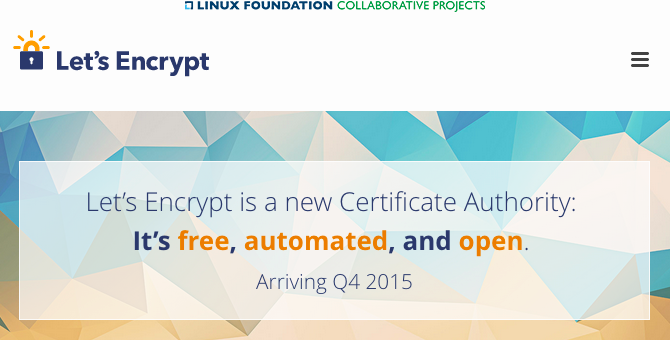 LINUX FOUNDATION COLLABORATIVE PROJECTS
Let's Encrypt
Let's Encrypt is a new Certificate Authority:
It's free, automated, and open.
Arriving Q4 2015